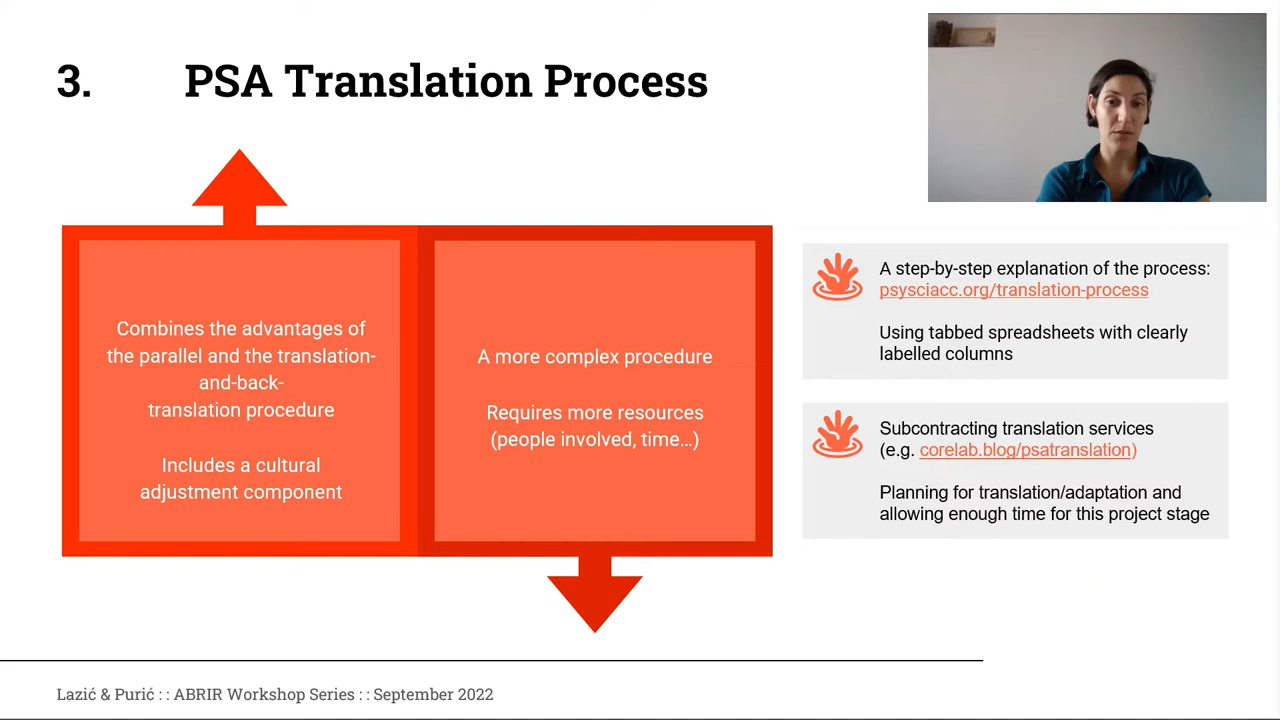 3. PSA Translation Process
Combines the advantages of
the parallel and the translation-
and-back-
translation procedure
Includes a cultural
adjustment component
A more complex procedure
Requires more resources
(people involved, time…)
A step-by-step explanation of the process:
psysciacc.org/translation-process
Using tabbed spreadsheets with clearly
labelled columns
Subcontracting translation services
(e.g. corelab.blog/psatranslation)
Planning for translation/adaptation and
allowing enough time for this project stage
Lazić & Purić : : ABRIR Workshop Series : : September 2022